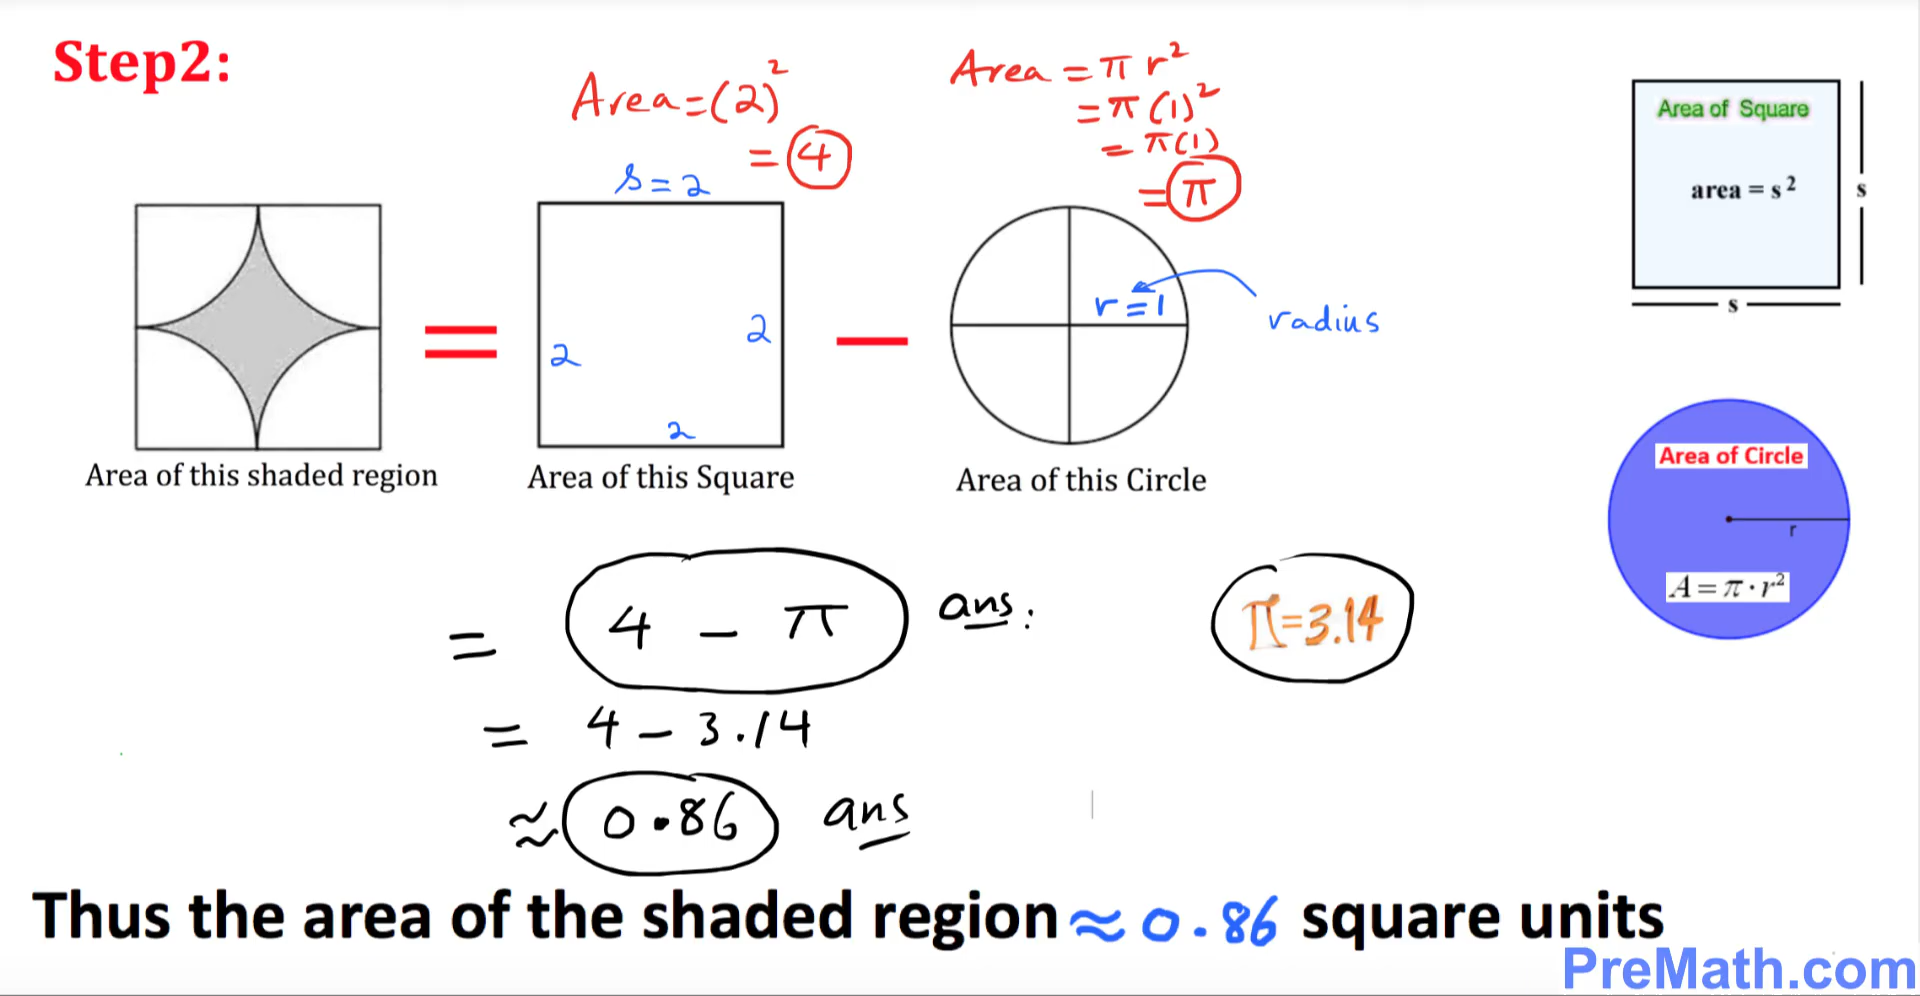 Step2:
Area=(2)²
= 4
s=2
2
2
2
Area = π r²
= π (1)²
= π(1)
= π
r=1
radius
Area of this shaded region
=
Area of this Square
−
Area of this Circle
Area of Square
area = s²
s
s
Area of Circle
r
A = π · r²
= 4 − π ans:
π=3.14
= 4 − 3.14
≈ 0.86 ans
Thus the area of the shaded region ≈ 0.86 square units
PreMath.com